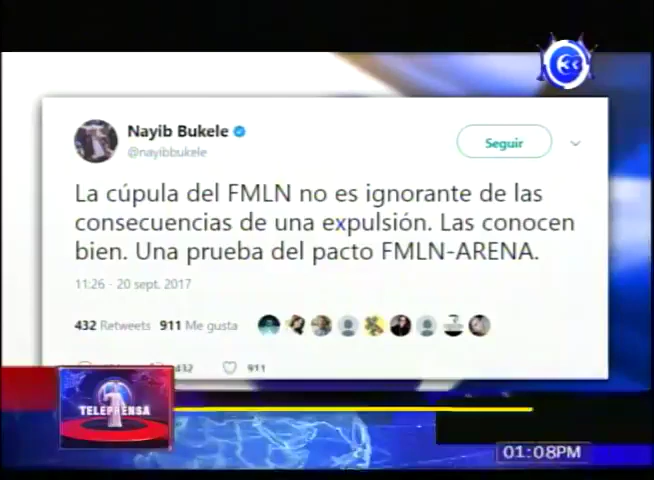 33
Nayib Bukele
@nayibbukele
Seguir
La cúpula del FMLN no es ignorante de las
consecuencias de una expulsión. Las conocen
bien. Una prueba del pacto FMLN-ARENA.
11:26 - 20 sept. 2017
432 Retweets 911 Me gusta
432 911
TELEPRENSA
01:08PM